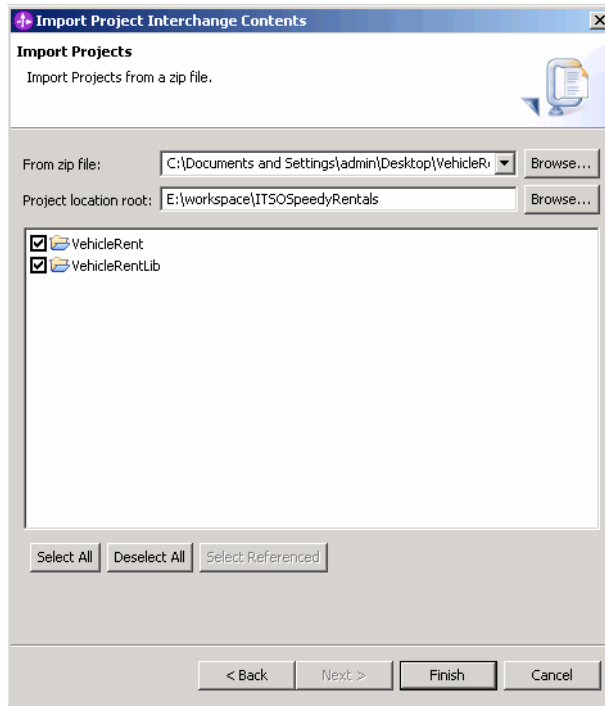 Import Project Interchange Contents
Import Projects
Import Projects from a zip file.
From zip file: C:\Documents and Settings\admin\Desktop\VehicleR Browse...
Project location root: E:\workspace\ITSOSpeedyRentals Browse...
VehicleRent
VehicleRentLib
Select All Deselect All Select Referenced
< Back Next > Finish Cancel